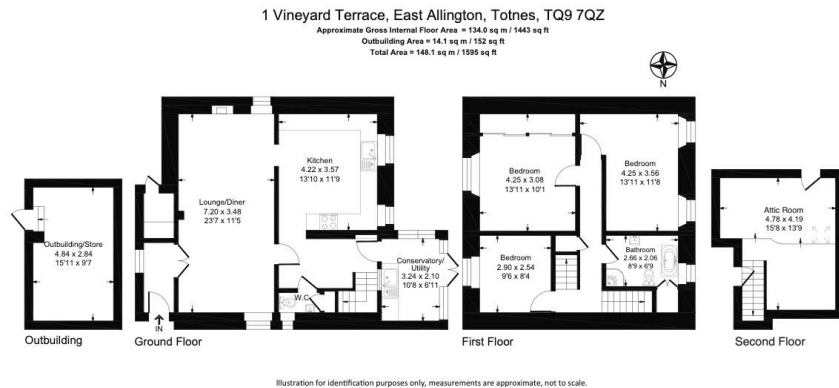 1 Vineyard Terrace, East Allington, Totnes, TQ9 7QZ
Approximate Gross Internal Floor Area = 134.0 sq m / 1443 sq ft
Outbuilding Area = 14.1 sq m / 152 sq ft
Total Area = 148.1 sq m / 1595 sq ft
N
Outbuilding/Store
4.84 x 2.84
15'11 x 9'7
Outbuilding
Lounge/Diner
7.20 x 3.48
23'7 x 11'5
Kitchen
4.22 x 3.57
13'10 x 11'9
Conservatory/
Utility
3.24 x 2.10
10'8 x 6'11
W.C
IN
Ground Floor
Bedroom
4.25 x 3.08
13'11 x 10'1
Bedroom
4.25 x 3.56
13'11 x 11'8
Bedroom
2.90 x 2.54
9'6 x 8'4
Bathroom
2.66 x 2.06
8'9 x 6'9
First Floor
Attic Room
4.78 x 4.19
15'8 x 13'9
Second Floor
Illustration for identification purposes only, measurements are approximate, not to scale.